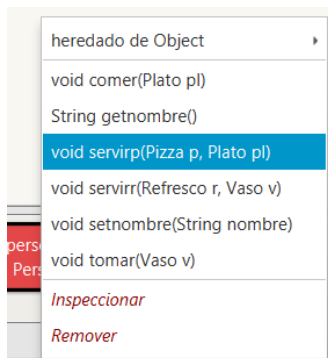 heredado de Object
void comer(Plato pl)
String getnombre()
void servirp(Pizza p, Plato pl)
void servirr(Refresco r, Vaso v)
void setnombre(String nombre)
void tomar(Vaso v)
Inspeccionar
Remover